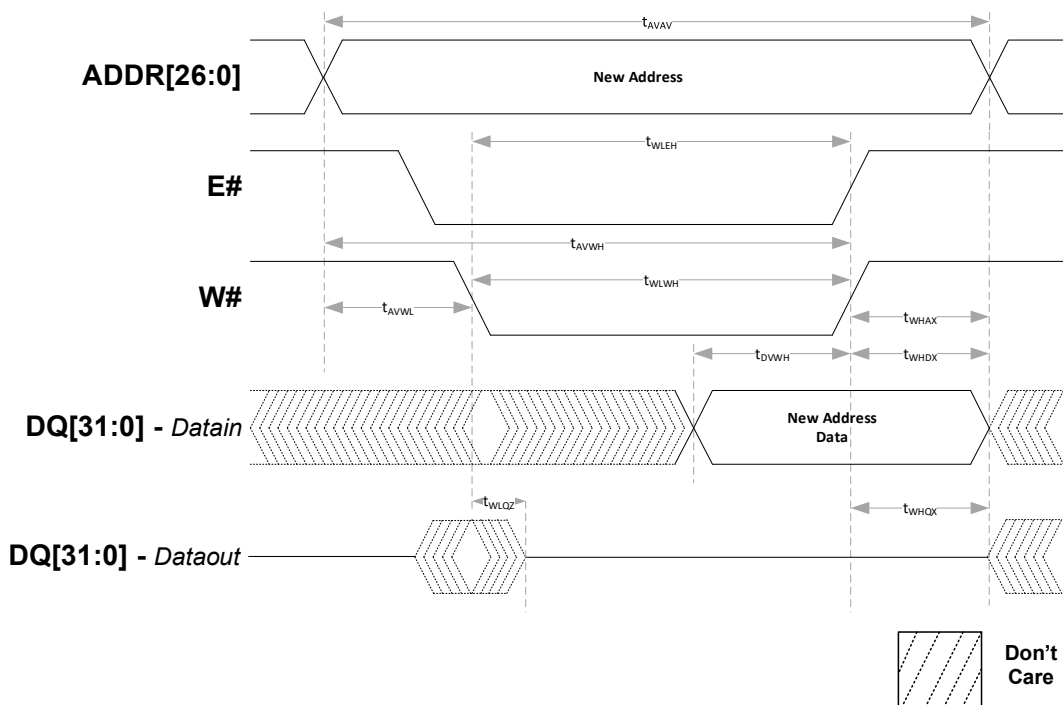 tAVAV
ADDR[26:0]
New Address
tWLEH
E#
tAVWH
W#
tWLWH
tAVWL
tWHAX
tDVWH
tWHDX
DQ[31:0] - Datain
New Address
Data
tWLQZ
tWHQX
DQ[31:0] - Dataout
Don't
Care